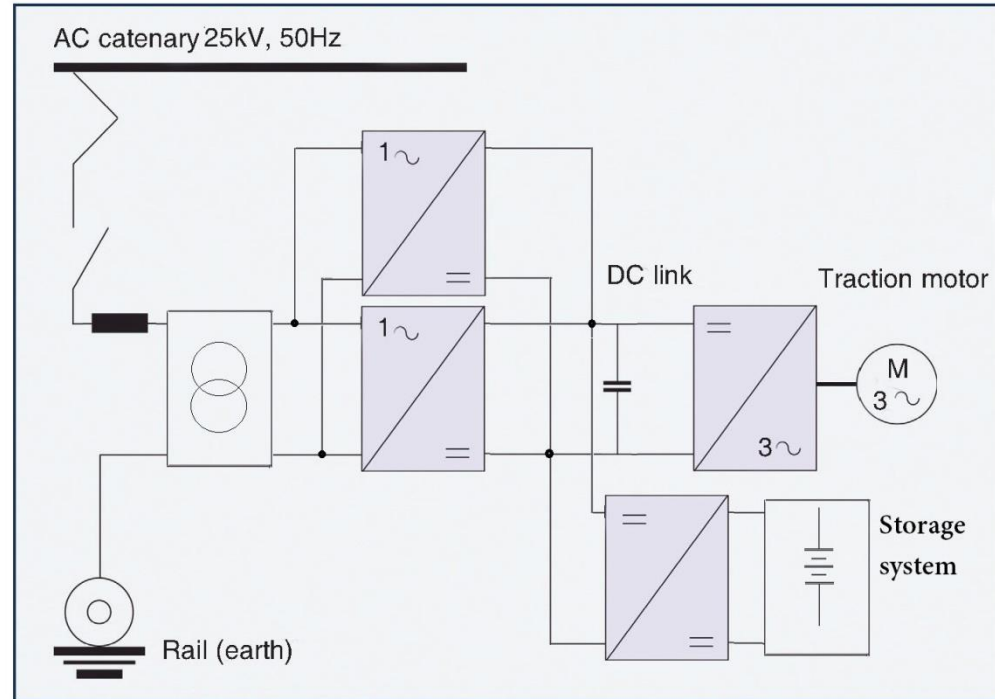 AC catenary 25kV, 50Hz
1~
DC link
Traction motor
1~
M
3~
3~
Storage
system
Rail (earth)